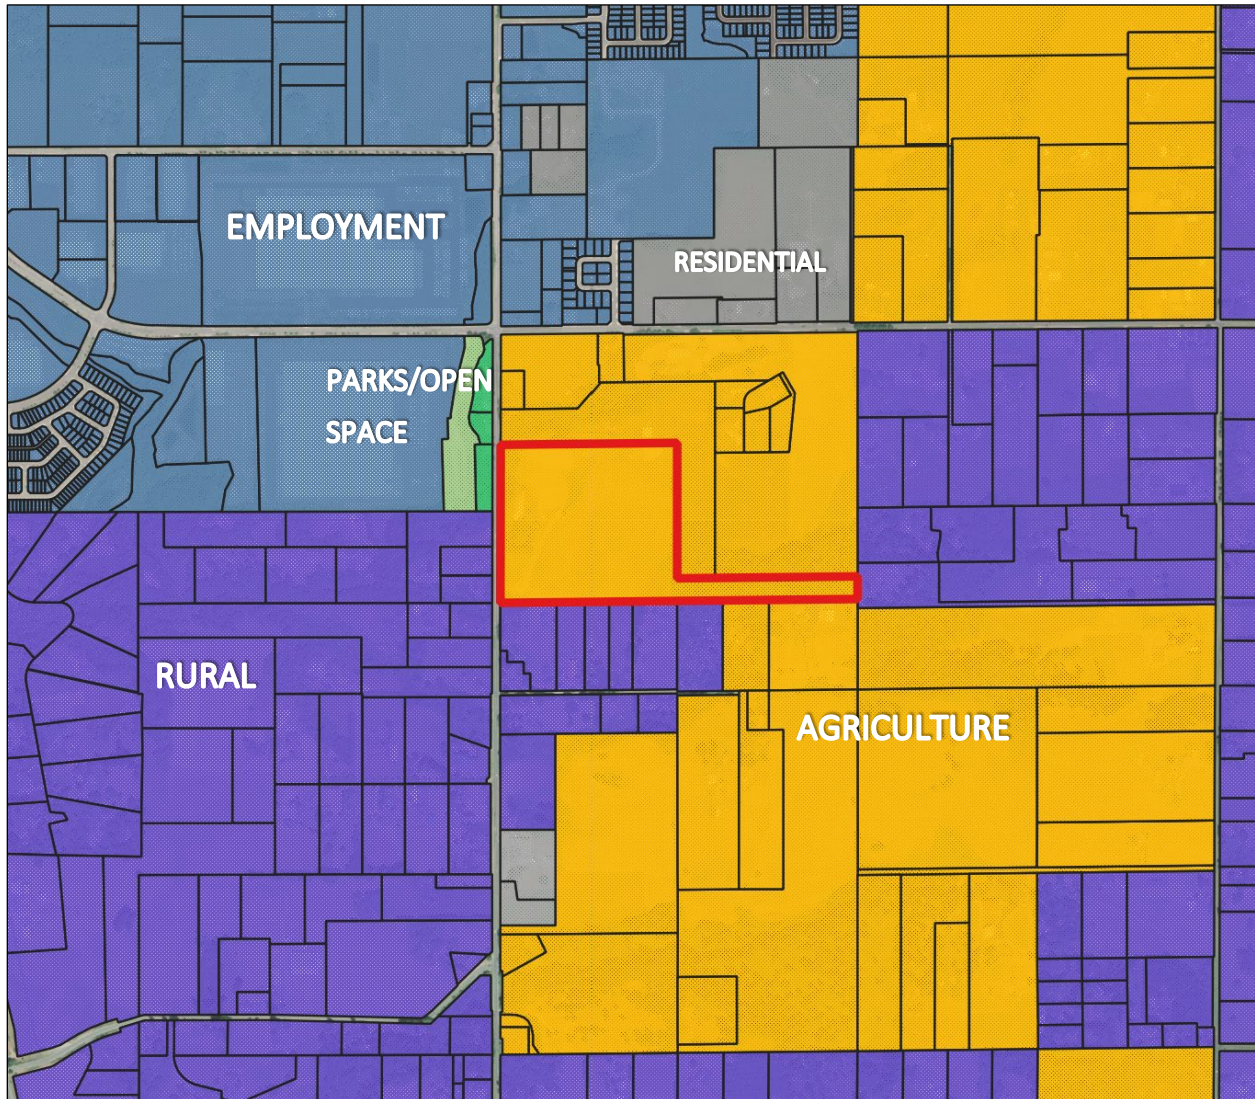 EMPLOYMENT
RESIDENTIAL
PARKS/OPEN
SPACE
RURAL
AGRICULTURE